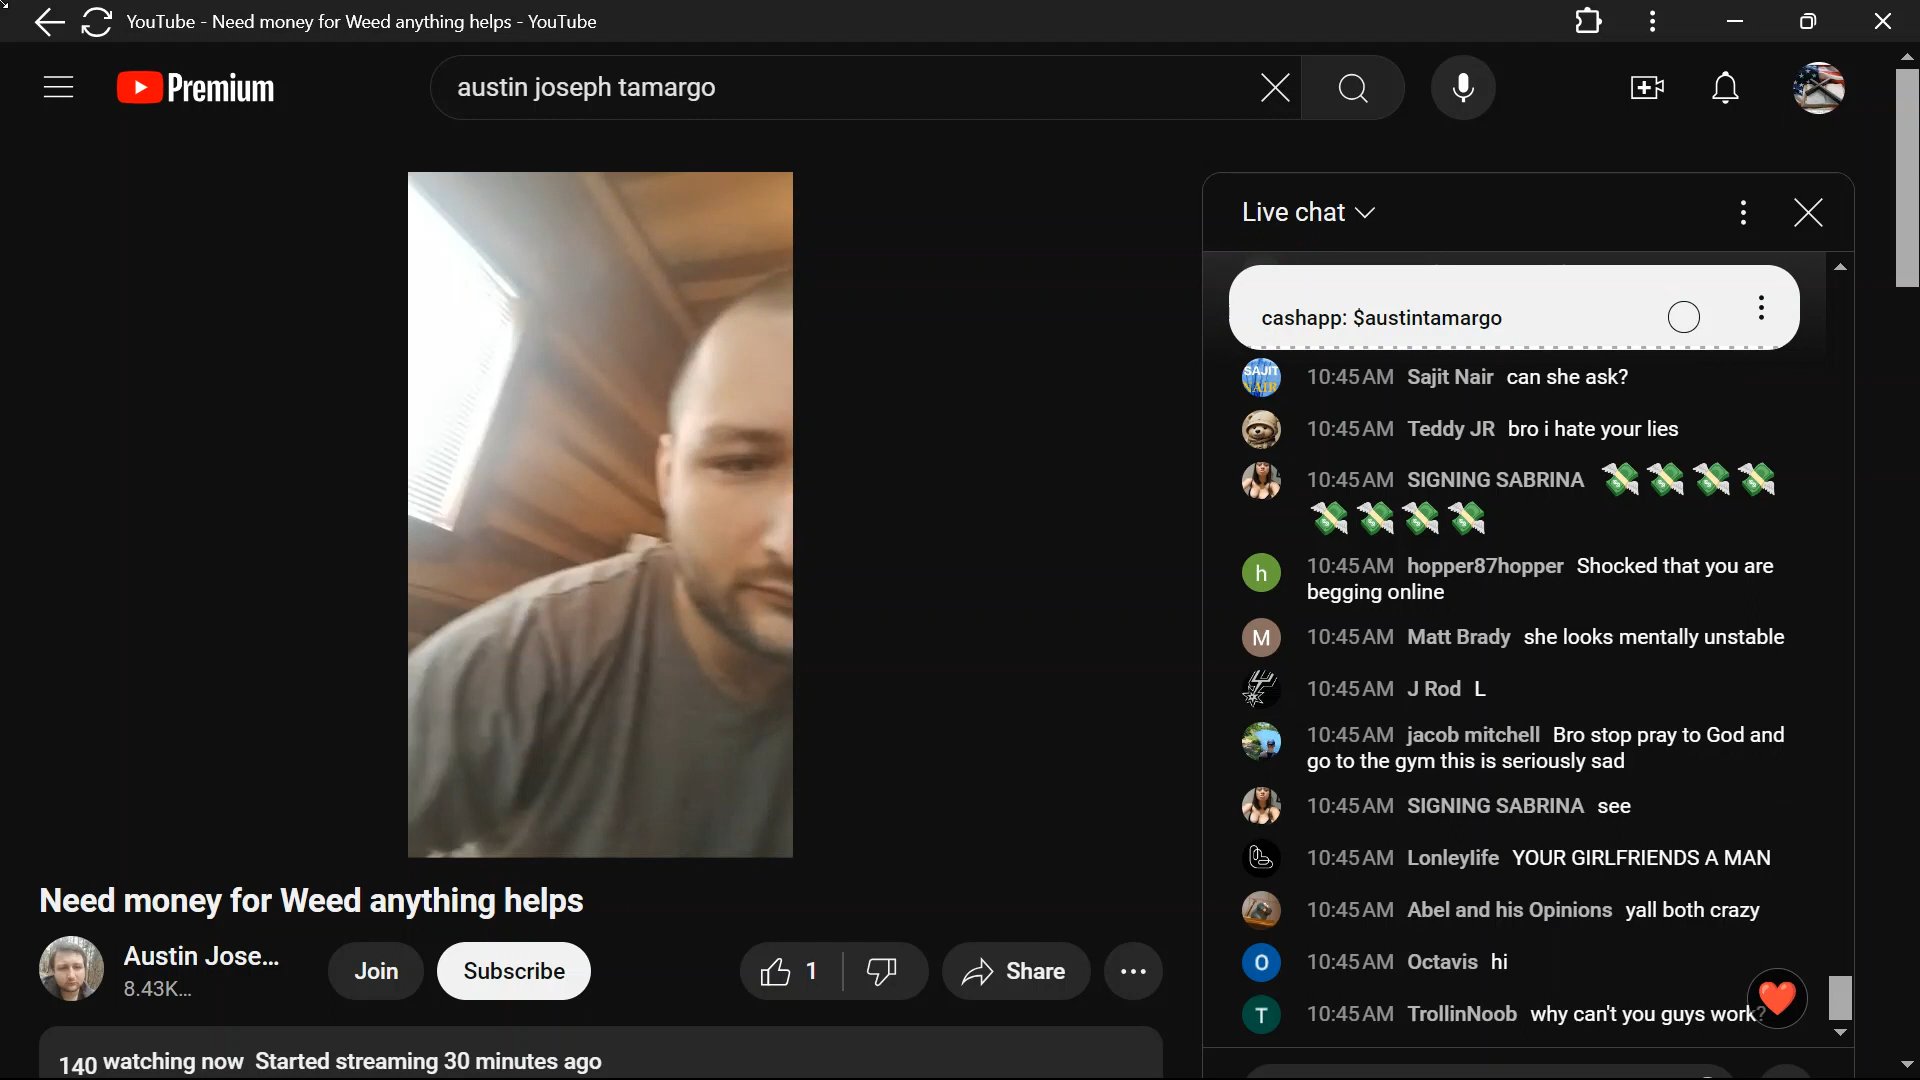 YouTube - Need money for Weed anything helps - YouTube
Premium
austin joseph tamargo
Live chat
cashapp: $austintamargo
SAJIT
NAIR
10:45 AM Sajit Nair can she ask?
10:45 AM Teddy JR bro i hate your lies
10:45 AM SIGNING SABRINA 💸💸💸💸
💸💸💸💸
h
10:45 AM hopper87hopper Shocked that you are
begging online
M
10:45 AM Matt Brady she looks mentally unstable
10:45 AM J Rod L
10:45 AM jacob mitchell Bro stop pray to God and
go to the gym this is seriously sad
10:45 AM SIGNING SABRINA see
10:45 AM Lonleylife YOUR GIRLFRIENDS A MAN
10:45 AM Abel and his Opinions yall both crazy
O
10:45 AM Octavis hi
T
10:45 AM TrollinNoob why can't you guys work?
Need money for Weed anything helps
Austin Jose...
8.43K...
Join
Subscribe
1
Share
140 watching now Started streaming 30 minutes ago